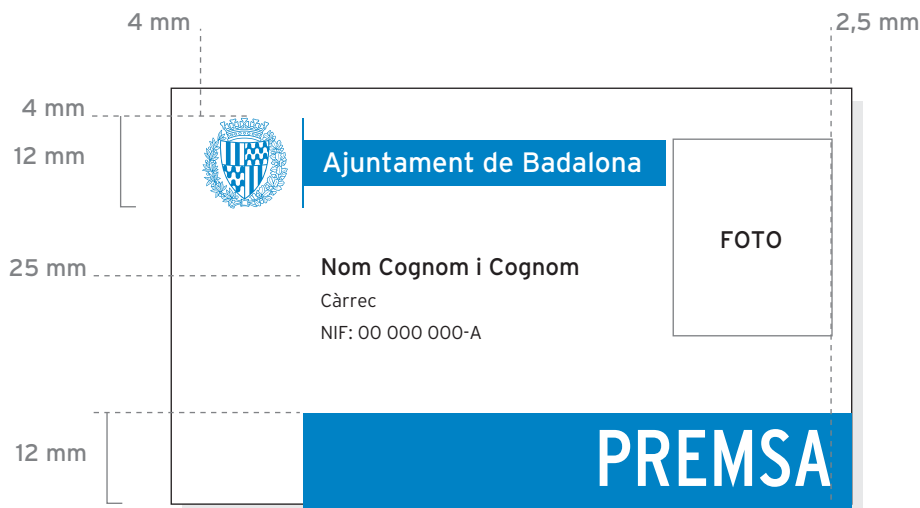 4 mm
2,5 mm
4 mm
12 mm
Ajuntament de Badalona
FOTO
25 mm
Nom Cognom i Cognom
Càrrec
NIF: 00 000 000-A
12 mm
PREMSA